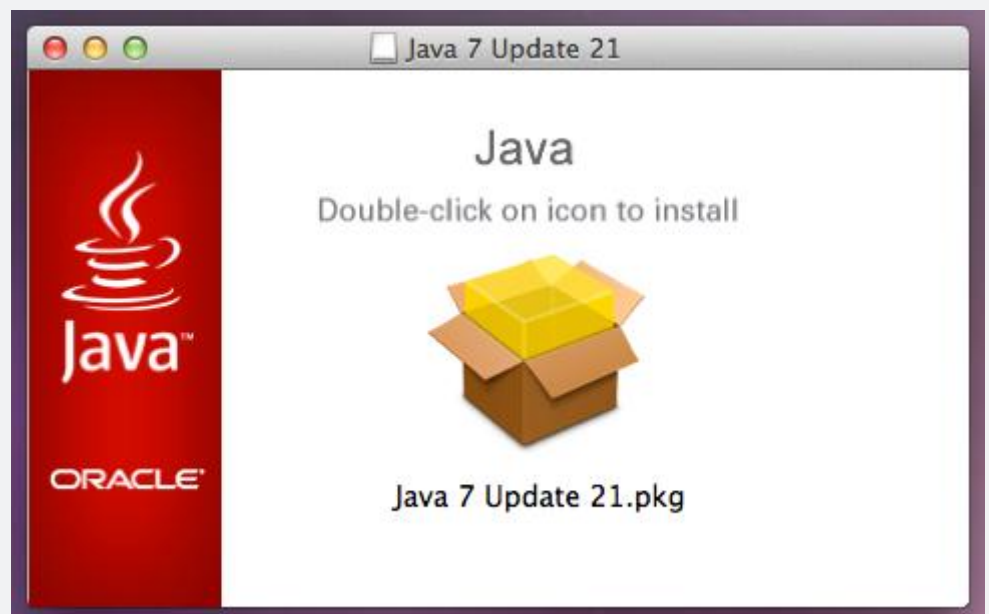 Java 7 Update 21
Java
Double-click on icon to install
Java™
ORACLE®
Java 7 Update 21.pkg